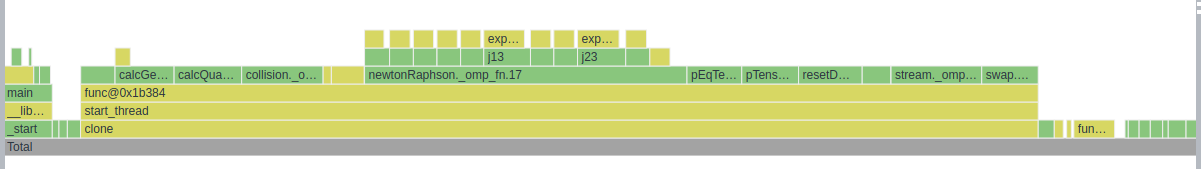 exp... exp...
j13 j23
calcGe... calcQua... collision._o... newtonRaphson._omp_fn.17 pEqTe... pTens... resetD... stream._omp... swap....
main func@0x1b384
__lib... start_thread
_start clone fun...
Total